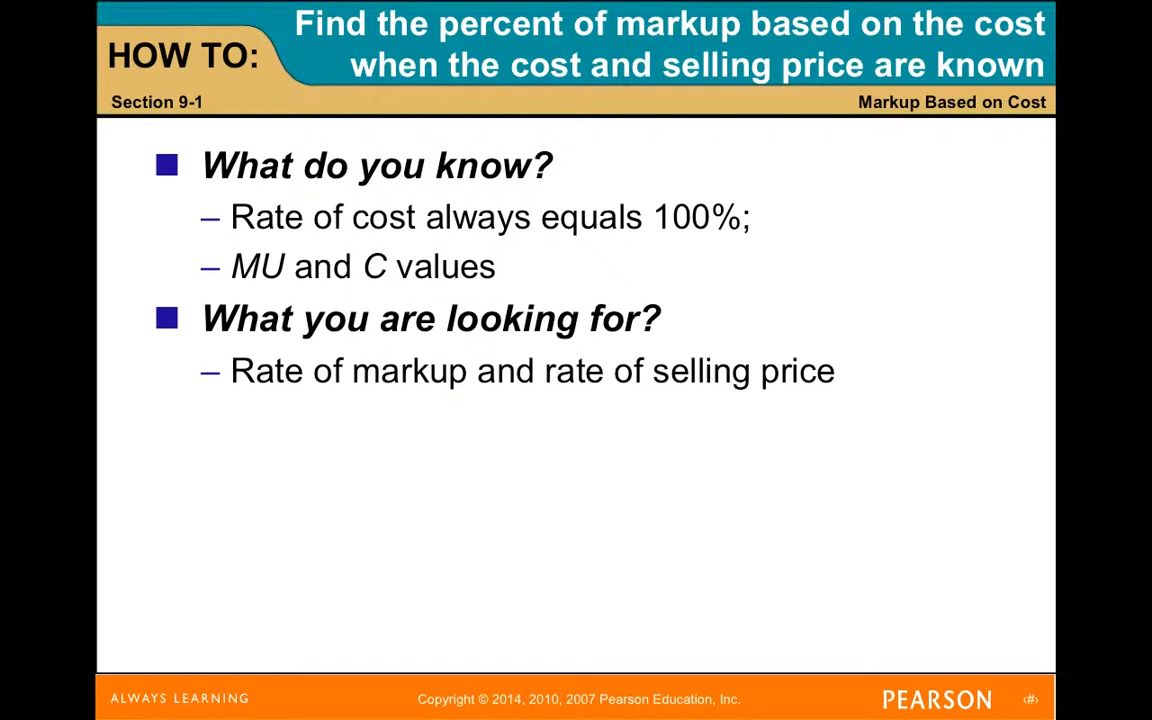 Find the percent of markup based on the cost
HOW TO:
when the cost and selling price are known
Section 9-1
Markup Based on Cost
What do you know?
– Rate of cost always equals 100%;
– MU and C values
What you are looking for?
– Rate of markup and rate of selling price
ALWAYS LEARNING
Copyright © 2014, 2010, 2007 Pearson Education, Inc.
PEARSON
‹#›